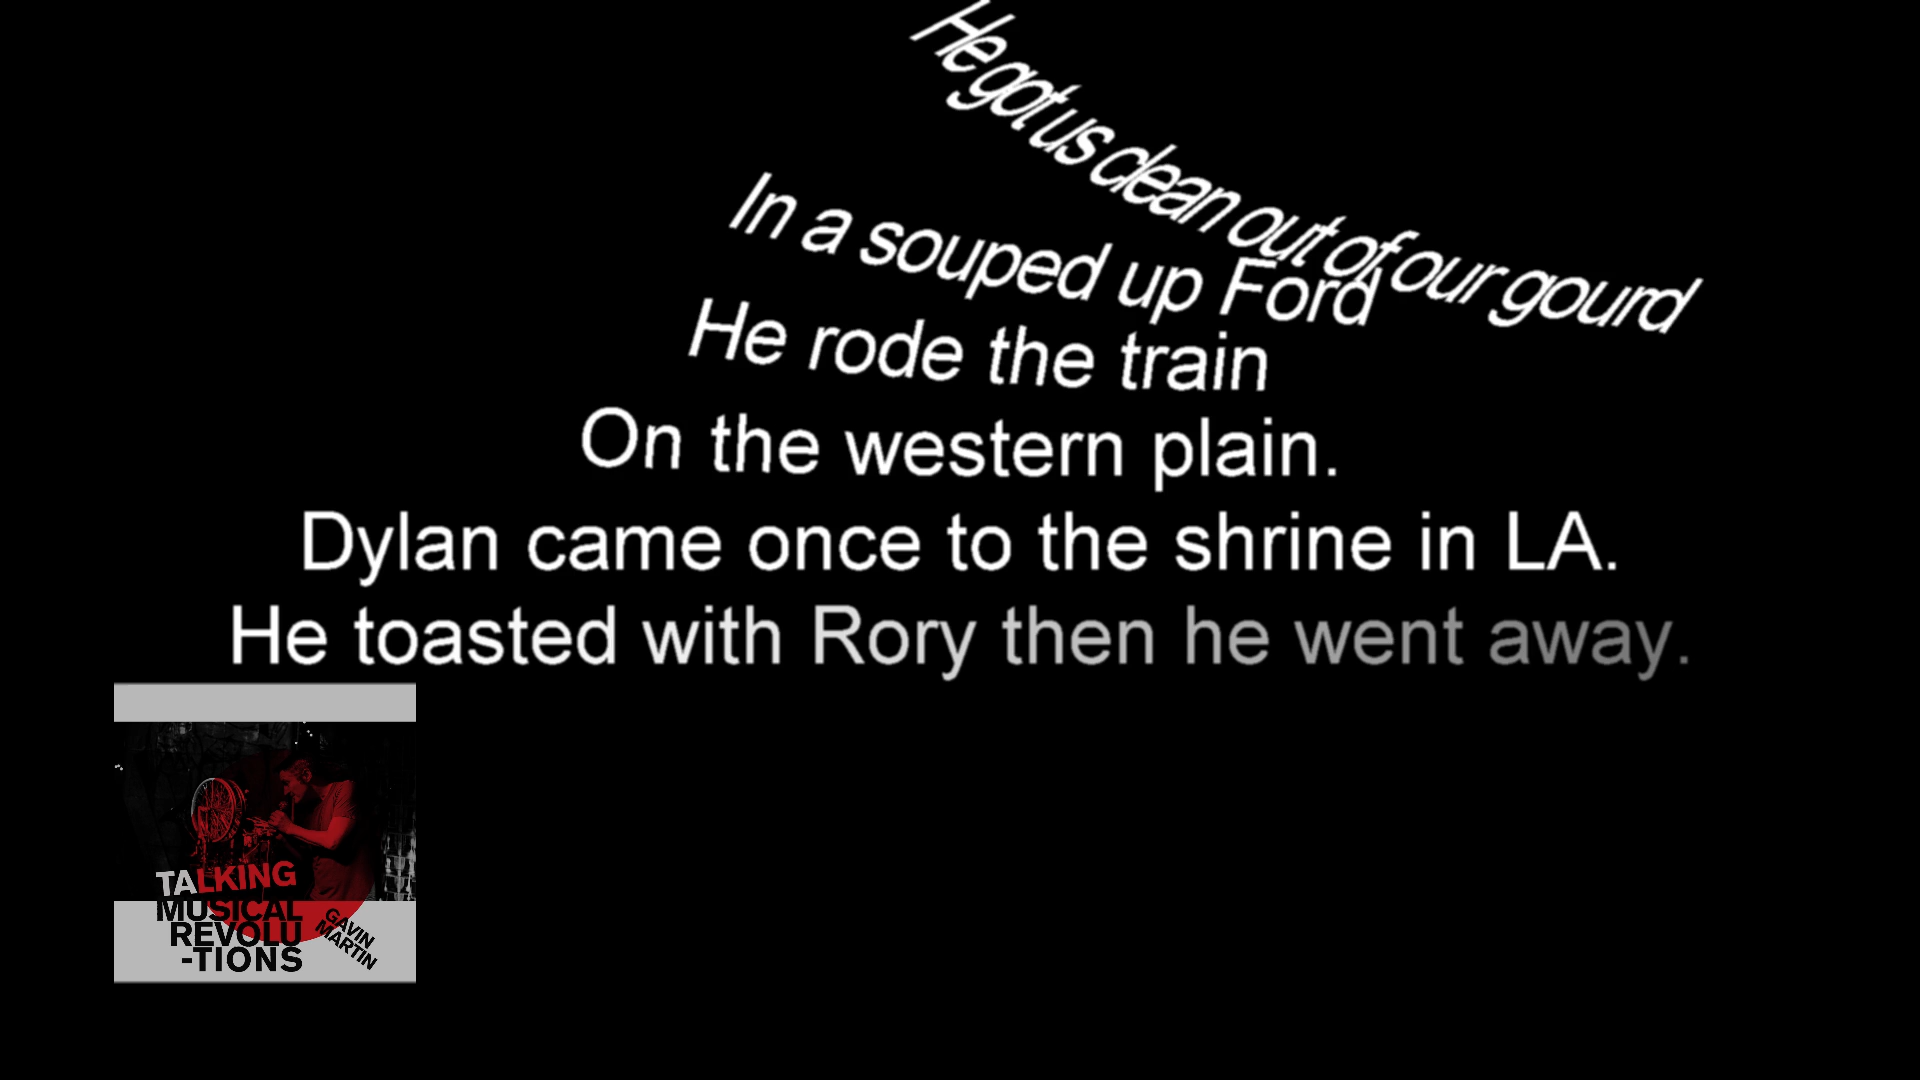 He got us clean out of our gourd
In a souped up Ford
He rode the train
On the western plain.
Dylan came once to the shrine in LA.
He toasted with Rory then he went away.
TALKING
MUSICAL
REVOLU
-TIONS
GAVIN
MARTIN